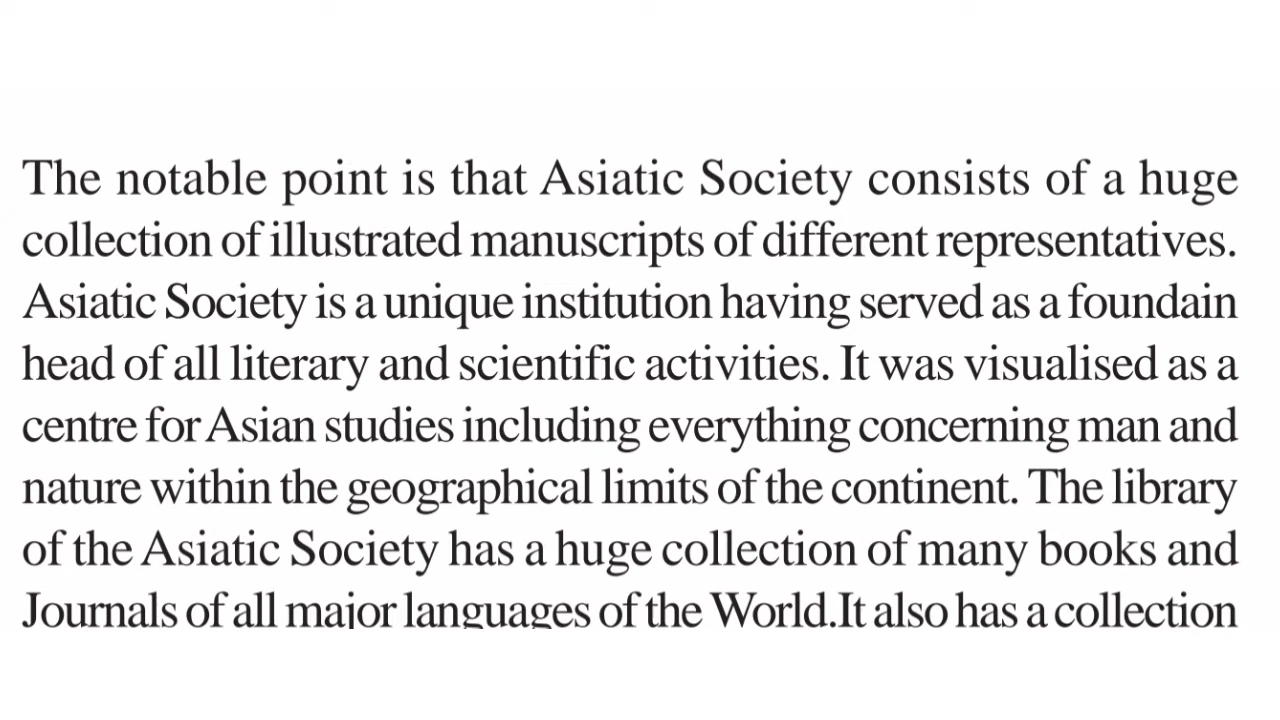 The notable point is that Asiatic Society consists of a huge
collection of illustrated manuscripts of different representatives.
Asiatic Society is a unique institution having served as a foundain
head of all literary and scientific activities. It was visualised as a
centre for Asian studies including everything concerning man and
nature within the geographical limits of the continent. The library
of the Asiatic Society has a huge collection of many books and
Journals of all major languages of the World.It also has a collection